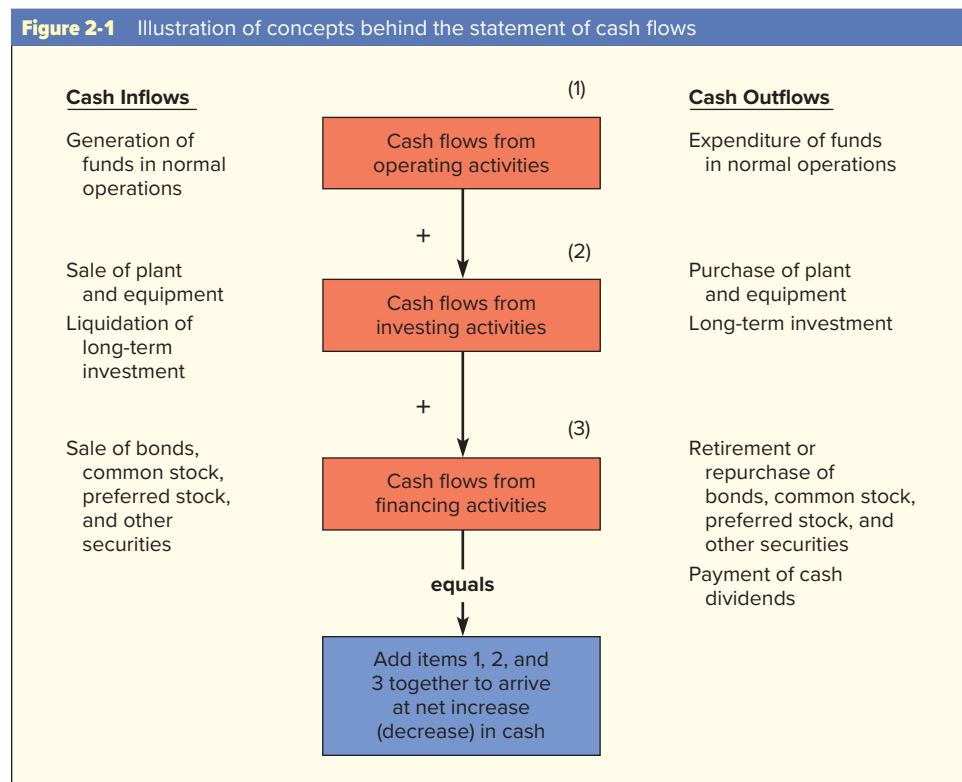 Figure 2-1 Illustration of concepts behind the statement of cash flows
Cash Inflows
(1)
Cash Outflows
Generation of
funds in normal
operations
Cash flows from
operating activities
Expenditure of funds
in normal operations
+
(2)
Sale of plant
and equipment
Liquidation of
long-term
investment
Cash flows from
investing activities
Purchase of plant
and equipment
Long-term investment
+
(3)
Sale of bonds,
common stock,
preferred stock,
and other
securities
Cash flows from
financing activities
Retirement or
repurchase of
bonds, common stock,
preferred stock, and
other securities
Payment of cash
dividends
equals
Add items 1, 2, and
3 together to arrive
at net increase
(decrease) in cash